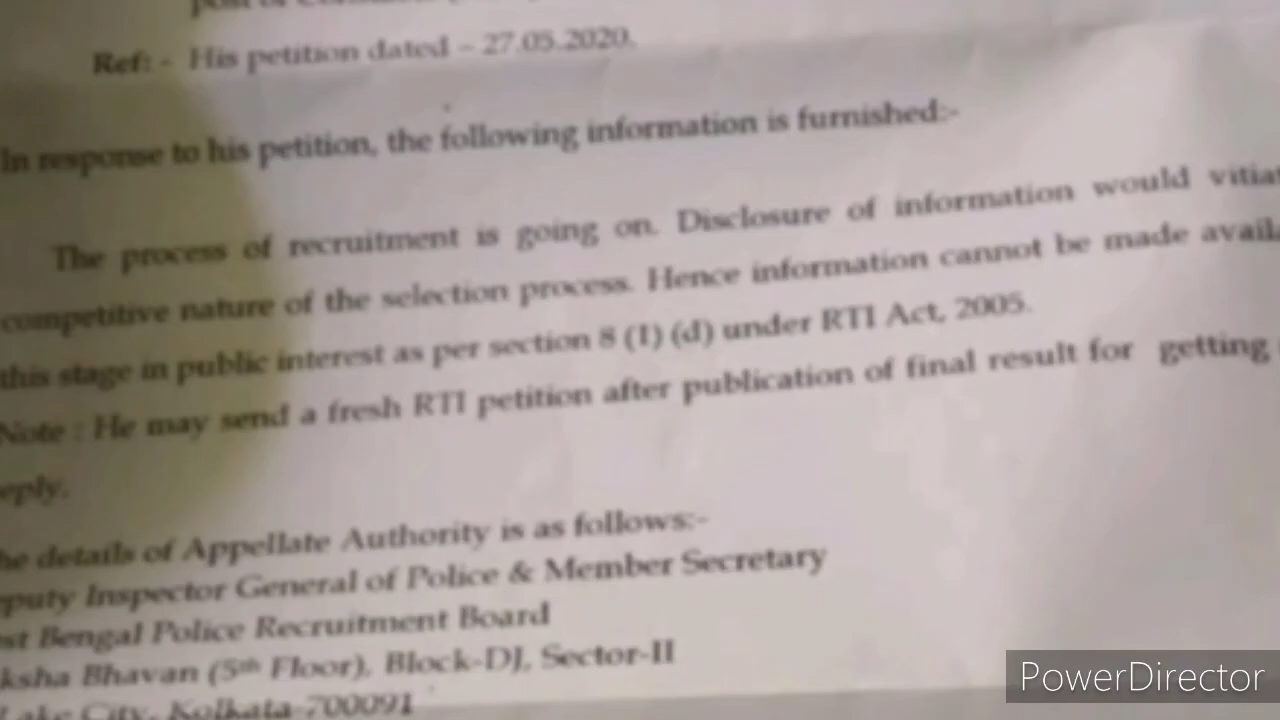 Ref: - His petition dated – 27.05.2020.
In response to his petition, the following information is furnished:-
The process of recruitment is going on. Disclosure of information would vitiat
competitive nature of the selection process. Hence information cannot be made availa
this stage in public interest as per section 8 (1) (d) under RTI Act, 2005.
Note : He may send a fresh RTI petition after publication of final result for getting
eply.
he details of Appellate Authority is as follows:-
eputy Inspector General of Police & Member Secretary
st Bengal Police Recruitment Board
ksha Bhavan (5th Floor), Block-DJ, Sector-II
Lake City, Kolkata-700091
PowerDirector